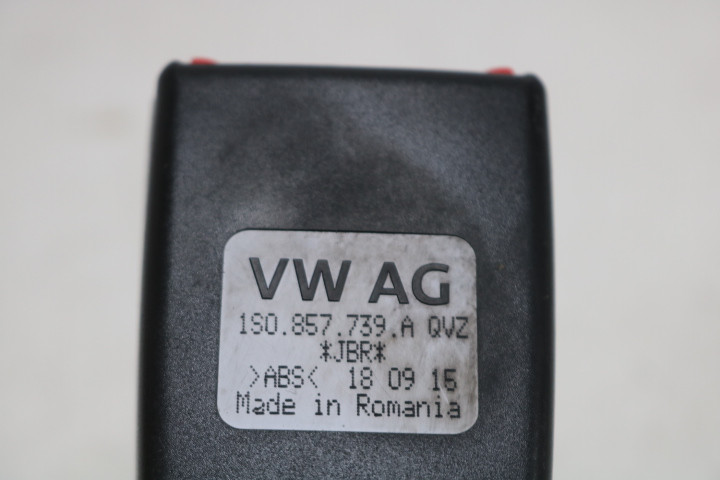 VW AG
1S0.857.739.A QVZ
*JBR*
>ABS< 18 09 15
Made in Romania